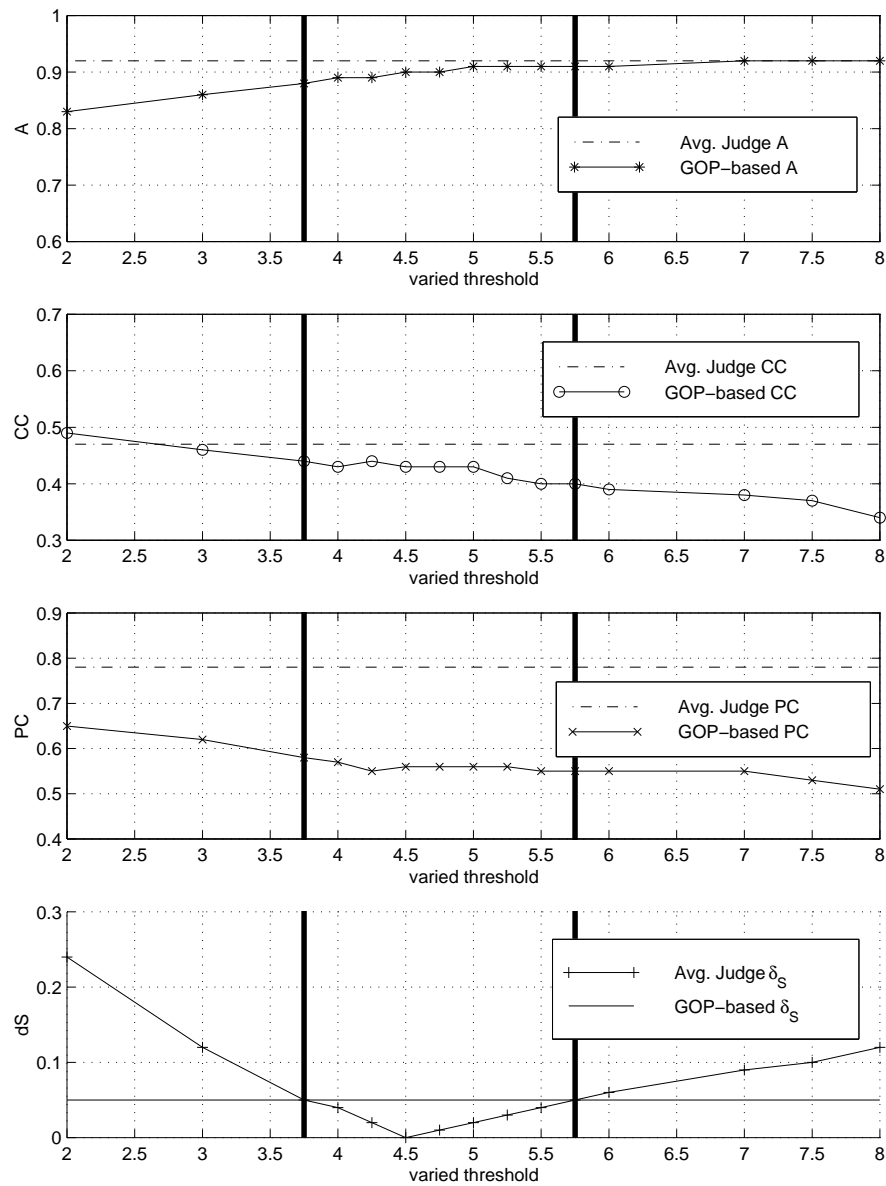 1
0.9
0.8
0.7
0.6
A
2 2.5 3 3.5 4 4.5 5 5.5 6 6.5 7 7.5 8
varied threshold
Avg. Judge A
GOP−based A
0.7
0.6
0.5
0.4
0.3
CC
2 2.5 3 3.5 4 4.5 5 5.5 6 6.5 7 7.5 8
varied threshold
Avg. Judge CC
GOP−based CC
0.9
0.8
0.7
0.6
0.5
0.4
PC
2 2.5 3 3.5 4 4.5 5 5.5 6 6.5 7 7.5 8
varied threshold
Avg. Judge PC
GOP−based PC
0.3
0.2
0.1
0
dS
2 2.5 3 3.5 4 4.5 5 5.5 6 6.5 7 7.5 8
varied threshold
Avg. Judge δS
GOP−based δS